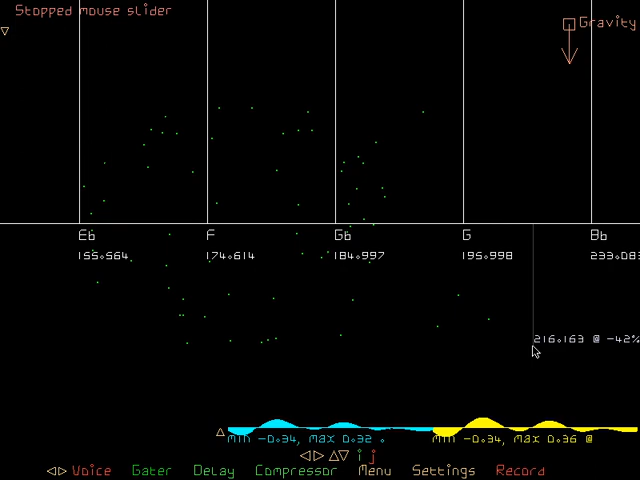 Stopped mouse slider
Gravity
Eb F Gb G Bb
155.564 174.614 184.997 195.998 233.08
216.163 @ -42%
Min -0.34, Max 0.32 . Min -0.34, Max 0.36 @
i j
Voice Gater Delay Compressor Menu Settings Record